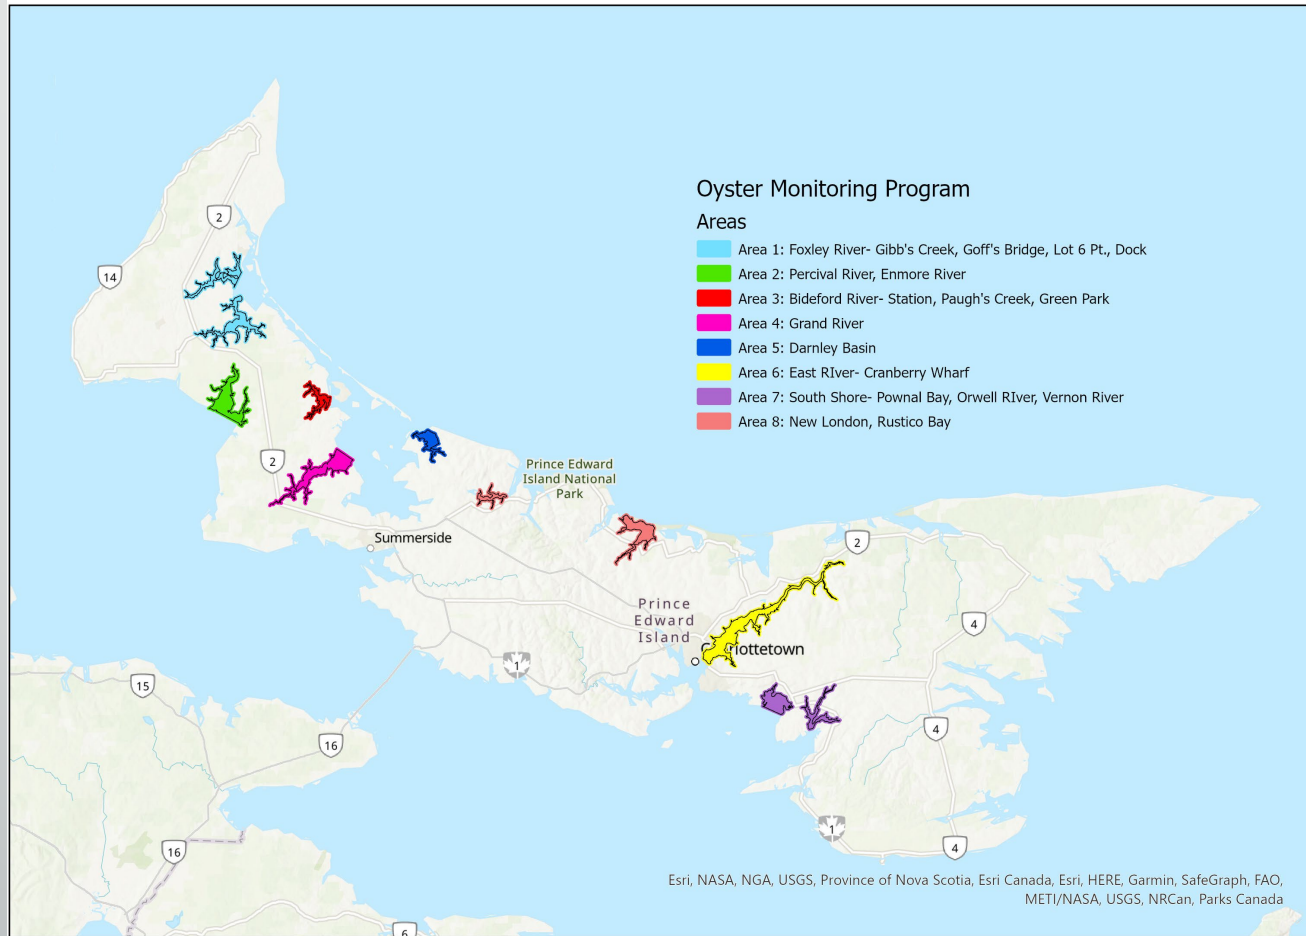 Oyster Monitoring Program
Areas
Area 1: Foxley River- Gibb's Creek, Goff's Bridge, Lot 6 Pt., Dock
Area 2: Percival River, Enmore River
Area 3: Bideford River- Station, Paugh's Creek, Green Park
Area 4: Grand River
Area 5: Darnley Basin
Area 6: East RIver- Cranberry Wharf
Area 7: South Shore- Pownal Bay, Orwell RIver, Vernon River
Area 8: New London, Rustico Bay
2
14
2
Prince Edward
Island National
Park
Summerside
2
Prince
Edward
Island
4
1
15
16
4
1
16
4
6
Esri, NASA, NGA, USGS, Province of Nova Scotia, Esri Canada, Esri, HERE, Garmin, SafeGraph, FAO,
METI/NASA, USGS, NRCan, Parks Canada